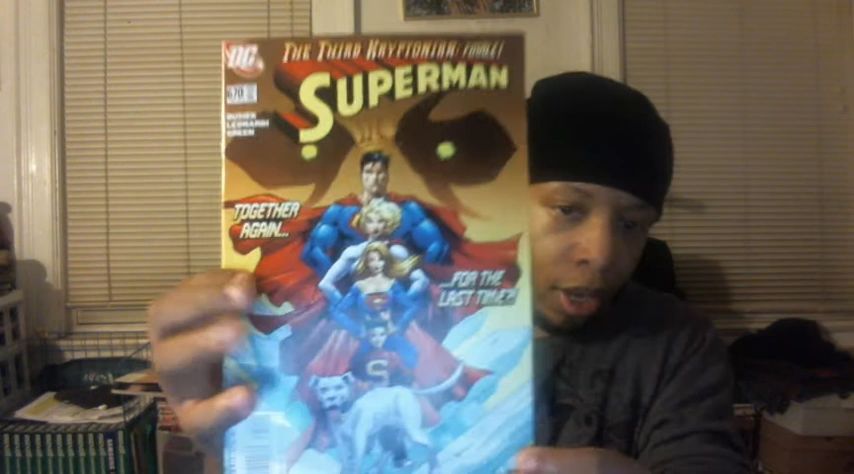 DC
THE THIRD KRYPTONIAN: FINALE!
SUPERMAN
670
BUSIEK
LEONARDI
GREEN
TOGETHER
AGAIN...
...FOR THE
LAST TIME?!
S